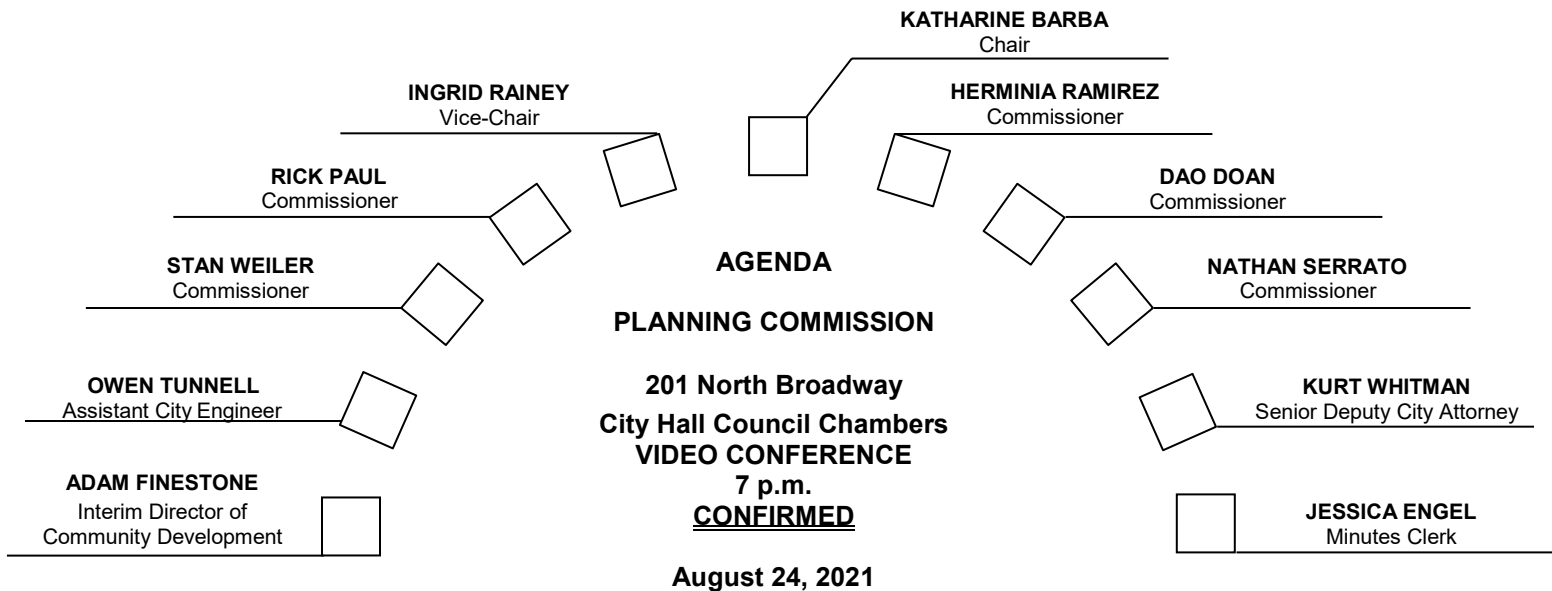 KATHARINE BARBA
Chair
INGRID RAINEY
Vice-Chair
HERMINIA RAMIREZ
Commissioner
RICK PAUL
Commissioner
DAO DOAN
Commissioner
STAN WEILER
Commissioner
NATHAN SERRATO
Commissioner
OWEN TUNNELL
Assistant City Engineer
KURT WHITMAN
Senior Deputy City Attorney
ADAM FINESTONE
Interim Director of
Community Development
JESSICA ENGEL
Minutes Clerk
AGENDA
PLANNING COMMISSION
201 North Broadway
City Hall Council Chambers
VIDEO CONFERENCE
7 p.m.
CONFIRMED
August 24, 2021